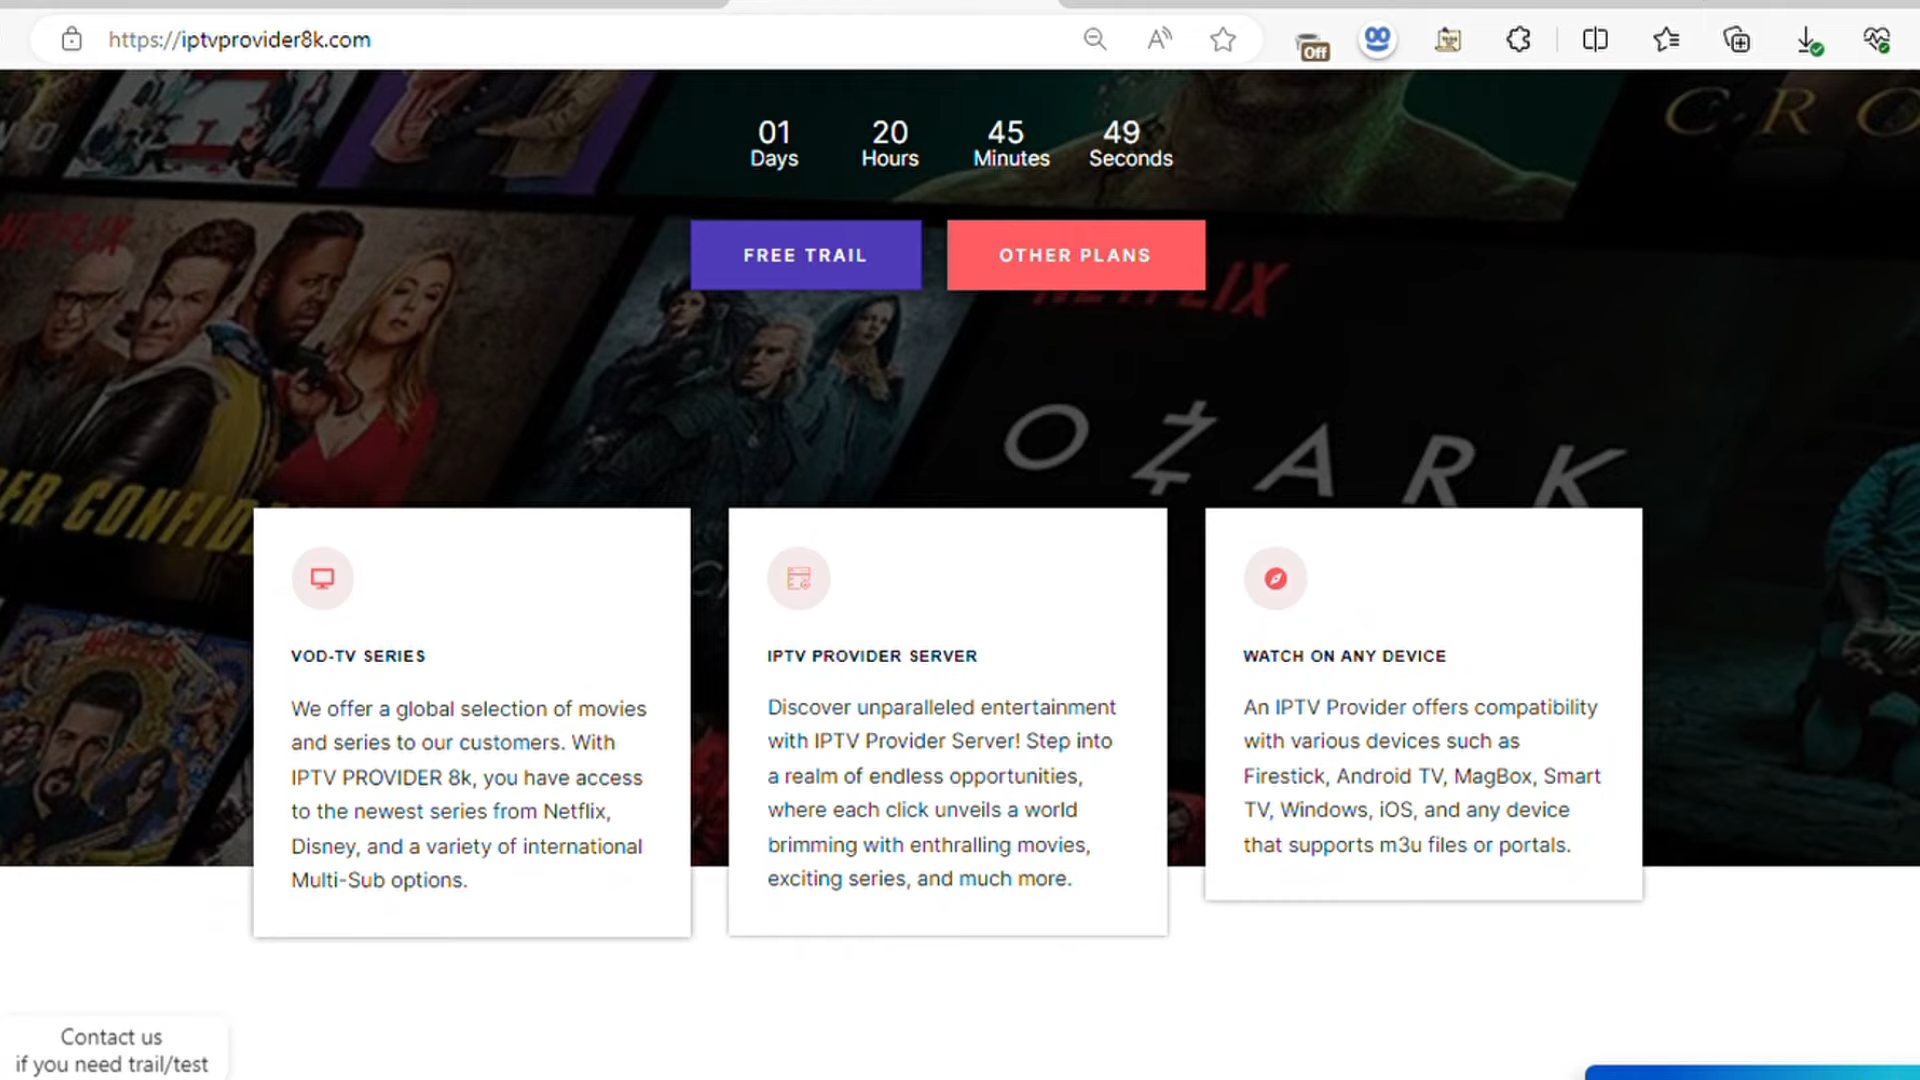 https://iptvprovider8k.com
Off
CRO
01 20 45 49
Days Hours Minutes Seconds
FREE TRAIL OTHER PLANS
NETFLIX
NETFLIX
OZARK
ER CONFIDE
VOD-TV SERIES
We offer a global selection of movies
and series to our customers. With
IPTV PROVIDER 8k, you have access
to the newest series from Netflix,
Disney, and a variety of international
Multi-Sub options.
IPTV PROVIDER SERVER
Discover unparalleled entertainment
with IPTV Provider Server! Step into
a realm of endless opportunities,
where each click unveils a world
brimming with enthralling movies,
exciting series, and much more.
WATCH ON ANY DEVICE
An IPTV Provider offers compatibility
with various devices such as
Firestick, Android TV, MagBox, Smart
TV, Windows, iOS, and any device
that supports m3u files or portals.
Contact us
if you need trail/test